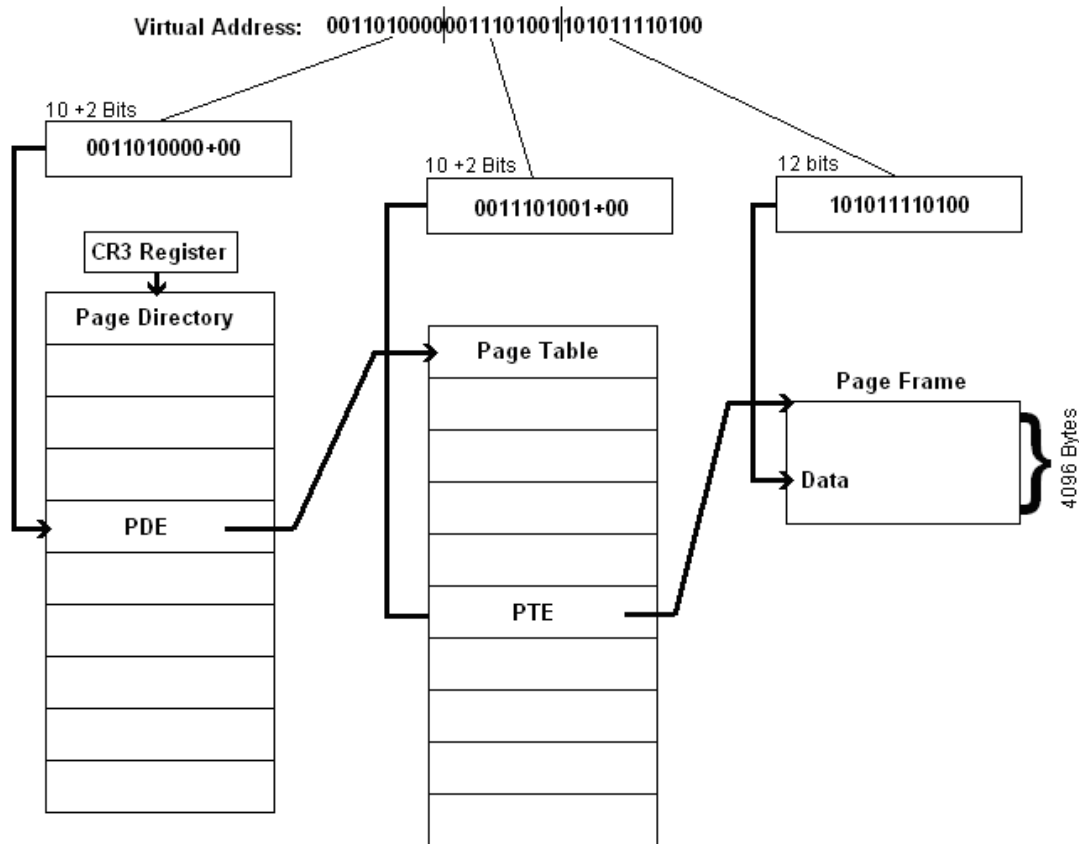 Virtual Address: 0011010000|0011101001|101011110100
10 +2 Bits
0011010000+00
10 +2 Bits
0011101001+00
12 bits
101011110100
CR3 Register
Page Directory
PDE
Page Table
PTE
Page Frame
Data
4096 Bytes